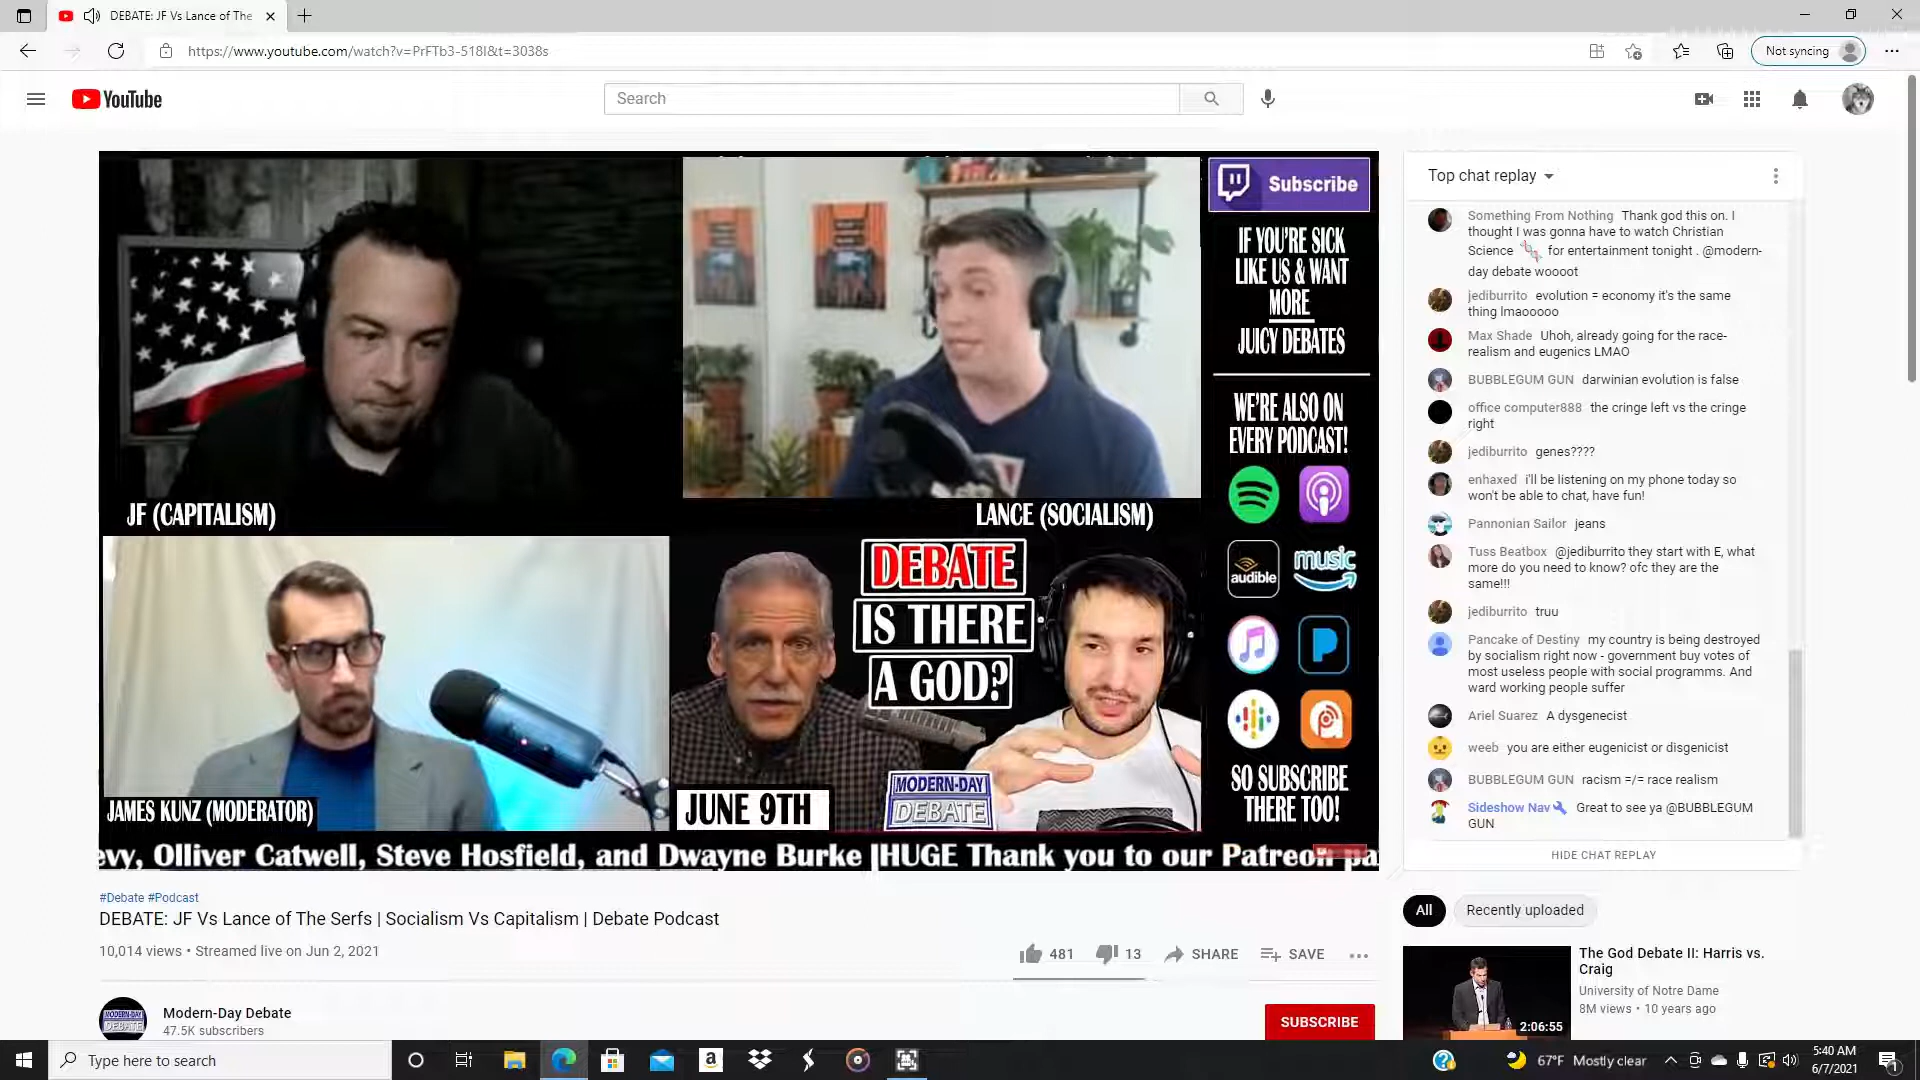 DEBATE: JF Vs Lance of The
https://www.youtube.com/watch?v=PrFTb3-518I&t=3038s
Not syncing
YouTube
Search
Subscribe
IF YOU'RE SICK
LIKE US & WANT
MORE
JUICY DEBATES
WE'RE ALSO ON
EVERY PODCAST!
audible
music
SO SUBSCRIBE
THERE TOO!
JF (CAPITALISM)
LANCE (SOCIALISM)
DEBATE
IS THERE
A GOD?
JAMES KUNZ (MODERATOR)
JUNE 9TH
MODERN-DAY
DEBATE
evy, Olliver Catwell, Steve Hosfield, and Dwayne Burke |HUGE Thank you to our Patreon pa
Top chat replay
Something From Nothing Thank god this on. I
thought I was gonna have to watch Christian
Science for entertainment tonight . @modern-
day debate woooot
jediburrito evolution = economy it's the same
thing lmaooooo
Max Shade Uhoh, already going for the race-
realism and eugenics LMAO
BUBBLEGUM GUN darwinian evolution is false
office computer888 the cringe left vs the cringe
right
jediburrito genes????
enhaxed i'll be listening on my phone today so
won't be able to chat, have fun!
Pannonian Sailor jeans
Tuss Beatbox @jediburrito they start with E, what
more do you need to know? ofc they are the
same!!!
jediburrito truu
Pancake of Destiny my country is being destroyed
by socialism right now - government buy votes of
most useless people with social programms. And
ward working people suffer
Ariel Suarez A dysgenecist
weeb you are either eugenicist or disgenicist
BUBBLEGUM GUN racism =/= race realism
Sideshow Nav Great to see ya @BUBBLEGUM
GUN
HIDE CHAT REPLAY
#Debate #Podcast
DEBATE: JF Vs Lance of The Serfs | Socialism Vs Capitalism | Debate Podcast
10,014 views • Streamed live on Jun 2, 2021
481 13 SHARE SAVE
Modern-Day Debate
47.5K subscribers
SUBSCRIBE
All Recently uploaded
The God Debate II: Harris vs.
Craig
University of Notre Dame
8M views • 10 years ago
2:06:55
Type here to search
67°F Mostly clear
5:40 AM
6/7/2021
1